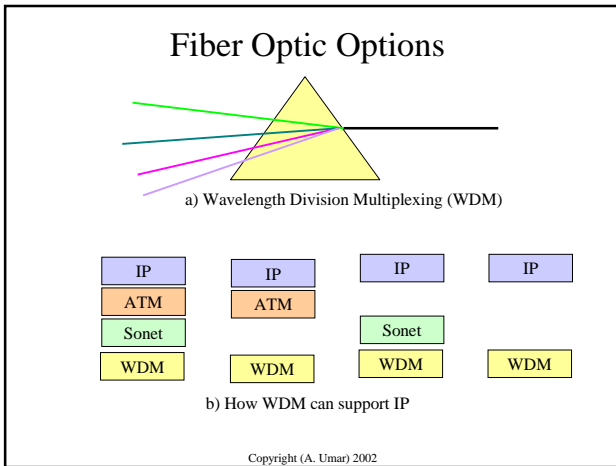 Fiber Optic Options
a) Wavelength Division Multiplexing (WDM)
IP IP IP IP
ATM ATM
Sonet Sonet
WDM WDM WDM WDM
b) How WDM can support IP
Copyright (A. Umar) 2002